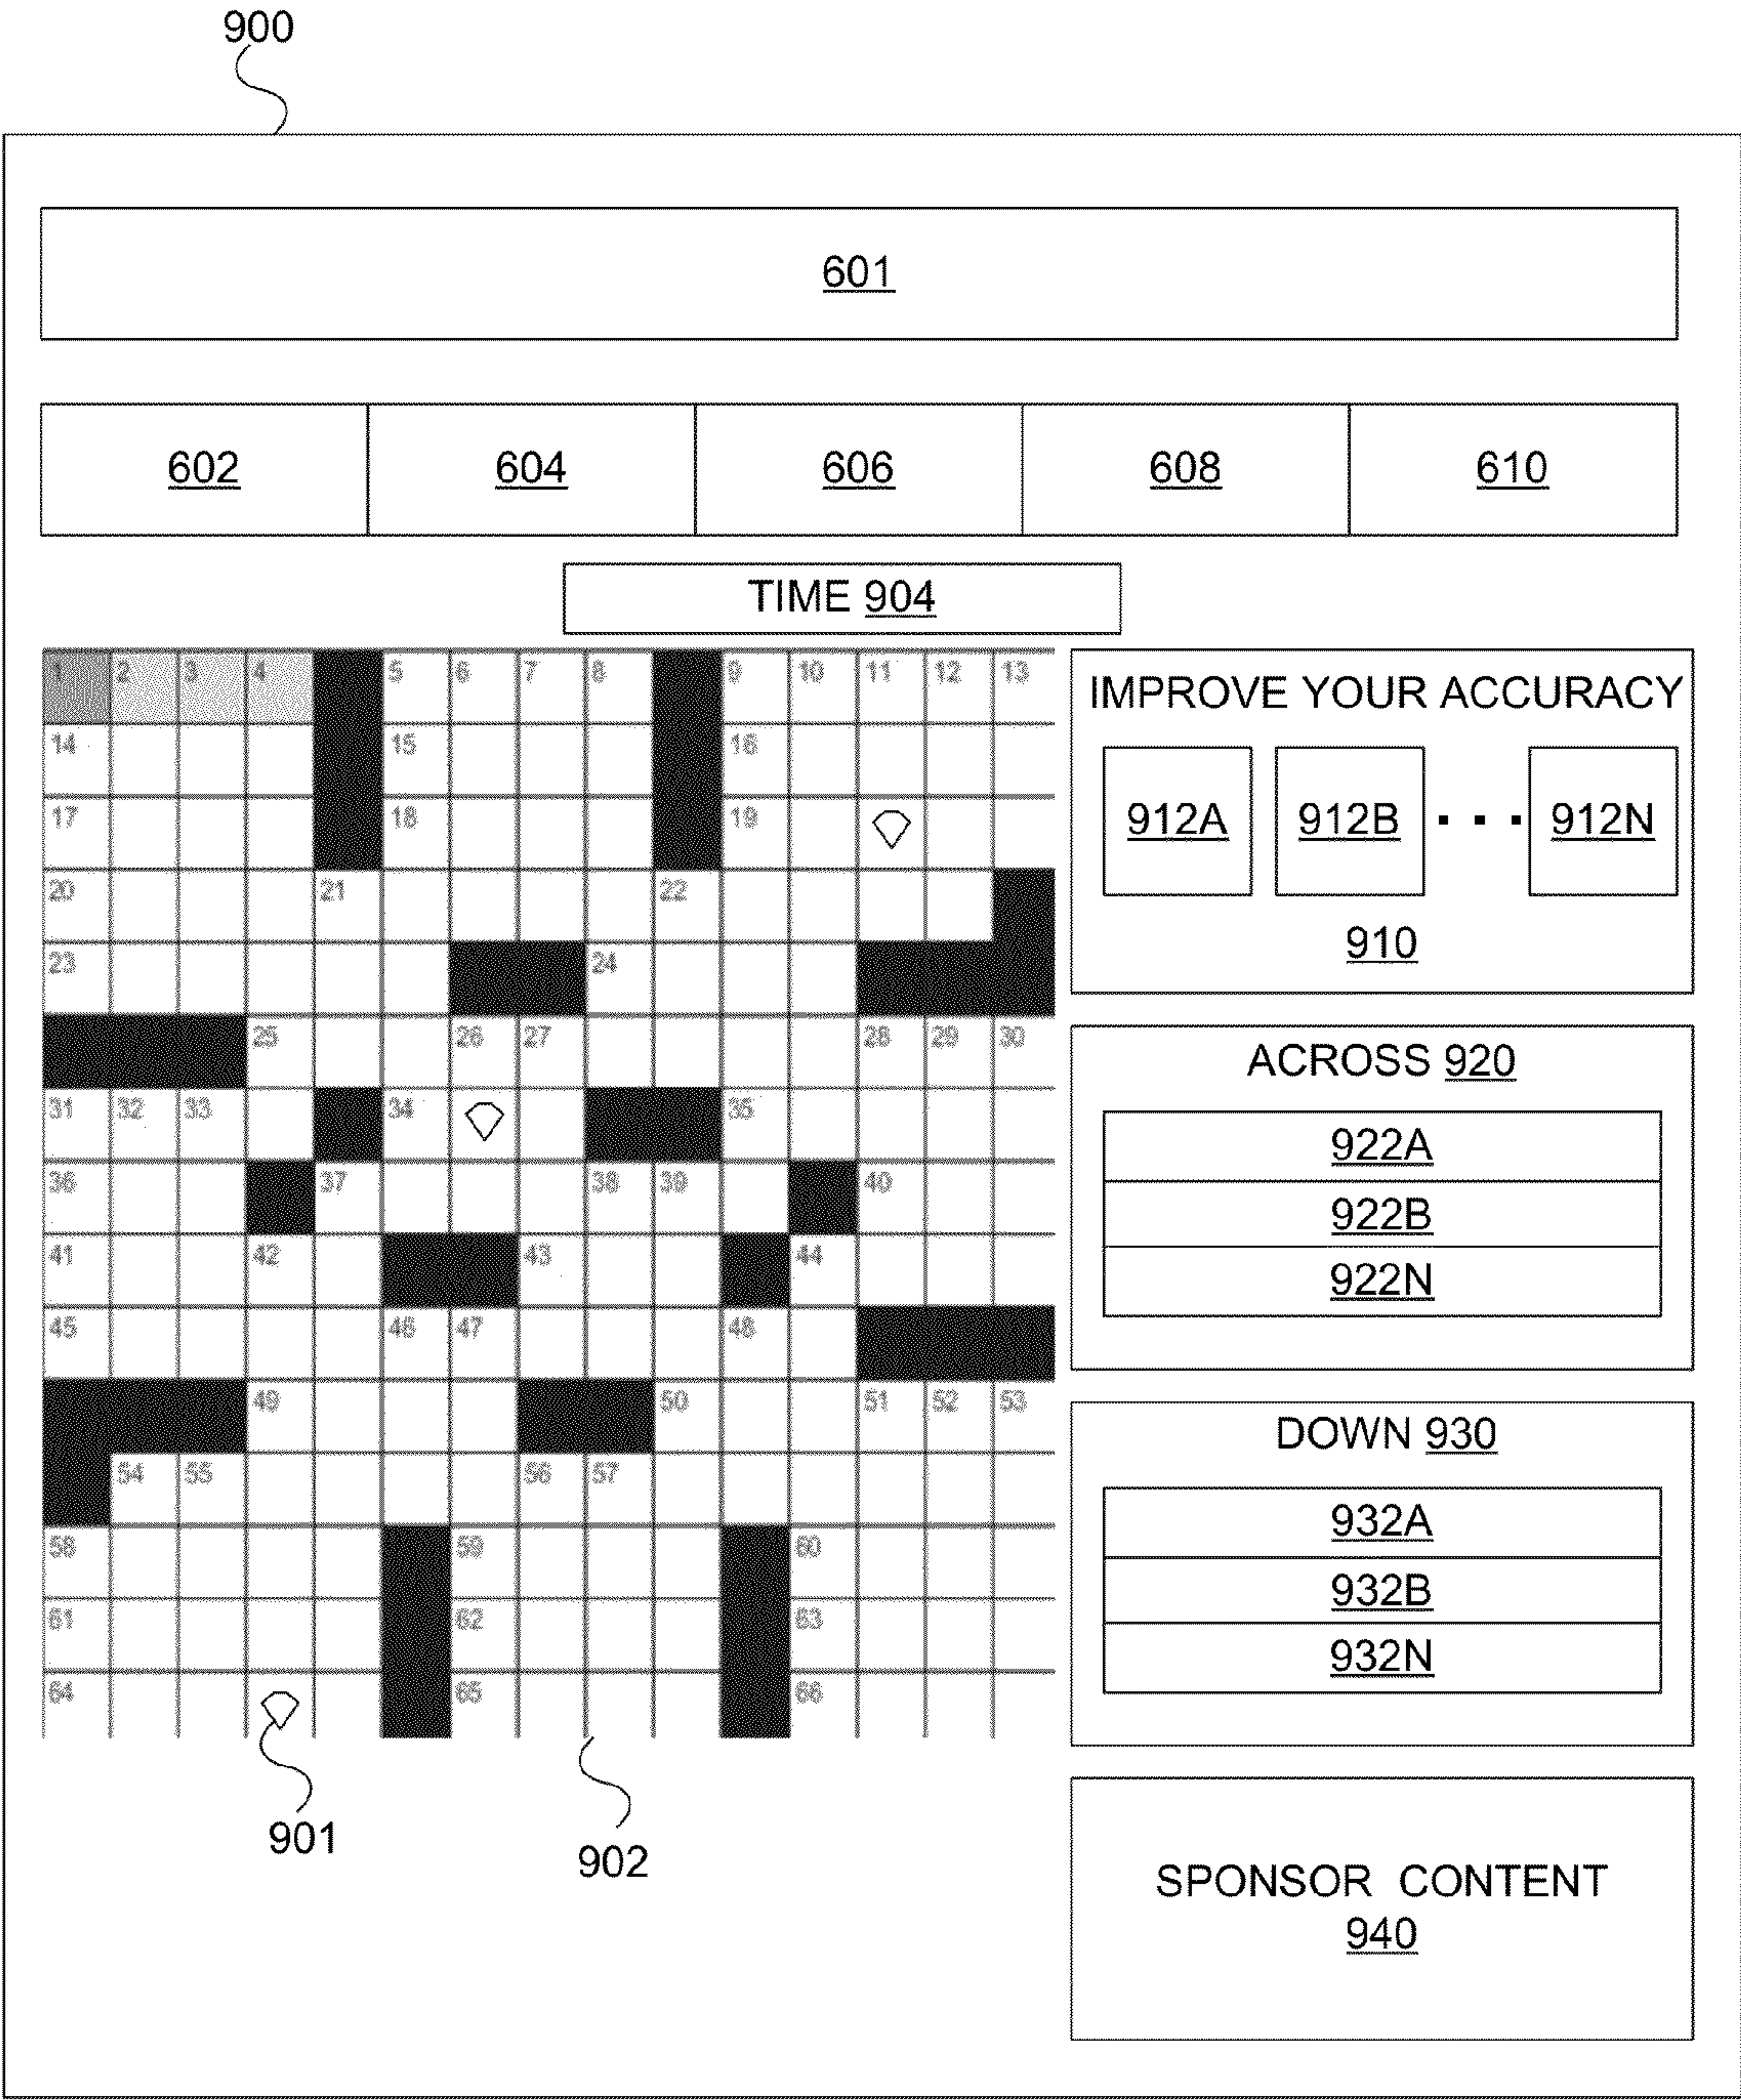 900
601
602 604 606 608 610
TIME 904
1 2 3 4 5 6 7 8 9 10 11 12 13
14 15 16
17 18 19
20 21 22
23 24
25 26 27 28 29 30
31 32 33 34 35
36 37 38 39 40
41 42 43 44
45 46 47 48
49 50 51 52 53
54 55 56 57
58 59 60
61 62 63
64 65 66
901
902
IMPROVE YOUR ACCURACY
912A 912B . . . 912N
910
ACROSS 920
922A
922B
922N
DOWN 930
932A
932B
932N
SPONSOR CONTENT
940